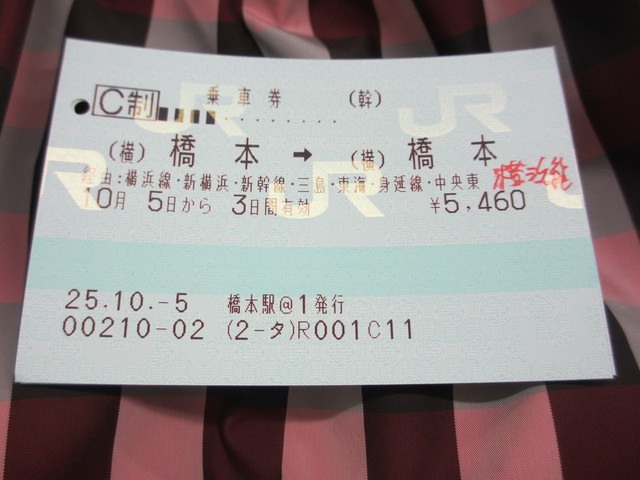 C制 乗車券 (幹)
(横) 橋本 → (横) 橋本
経由:横浜線・新横浜・新幹線・三島・東海・身延線・中央東
10月 5日から 3日間有効 ¥5,460
25.10.-5 橋本駅@1発行
00210-02 (2-タ)R001C11